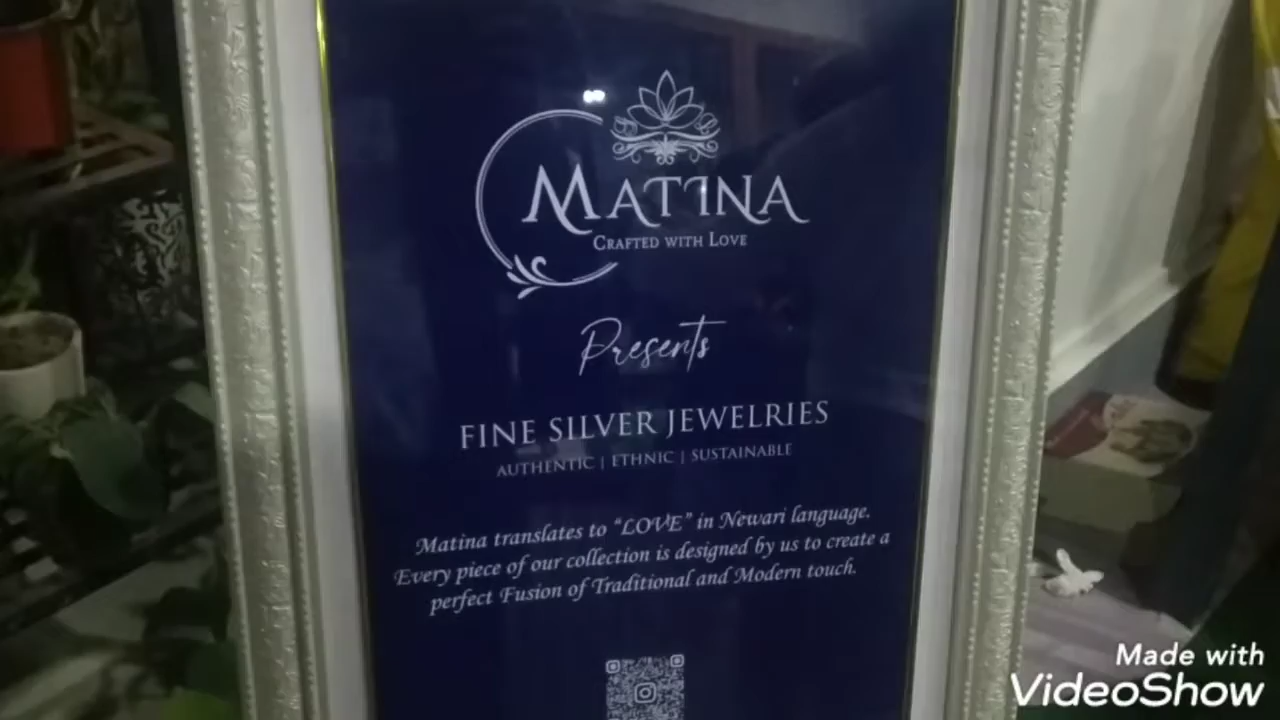 MATINA
CRAFTED WITH LOVE
Presents
FINE SILVER JEWELRIES
AUTHENTIC | ETHNIC | SUSTAINABLE
Matina translates to "LOVE" in Newari language.
Every piece of our collection is designed by us to create a
perfect Fusion of Traditional and Modern touch.
Made with
VideoShow